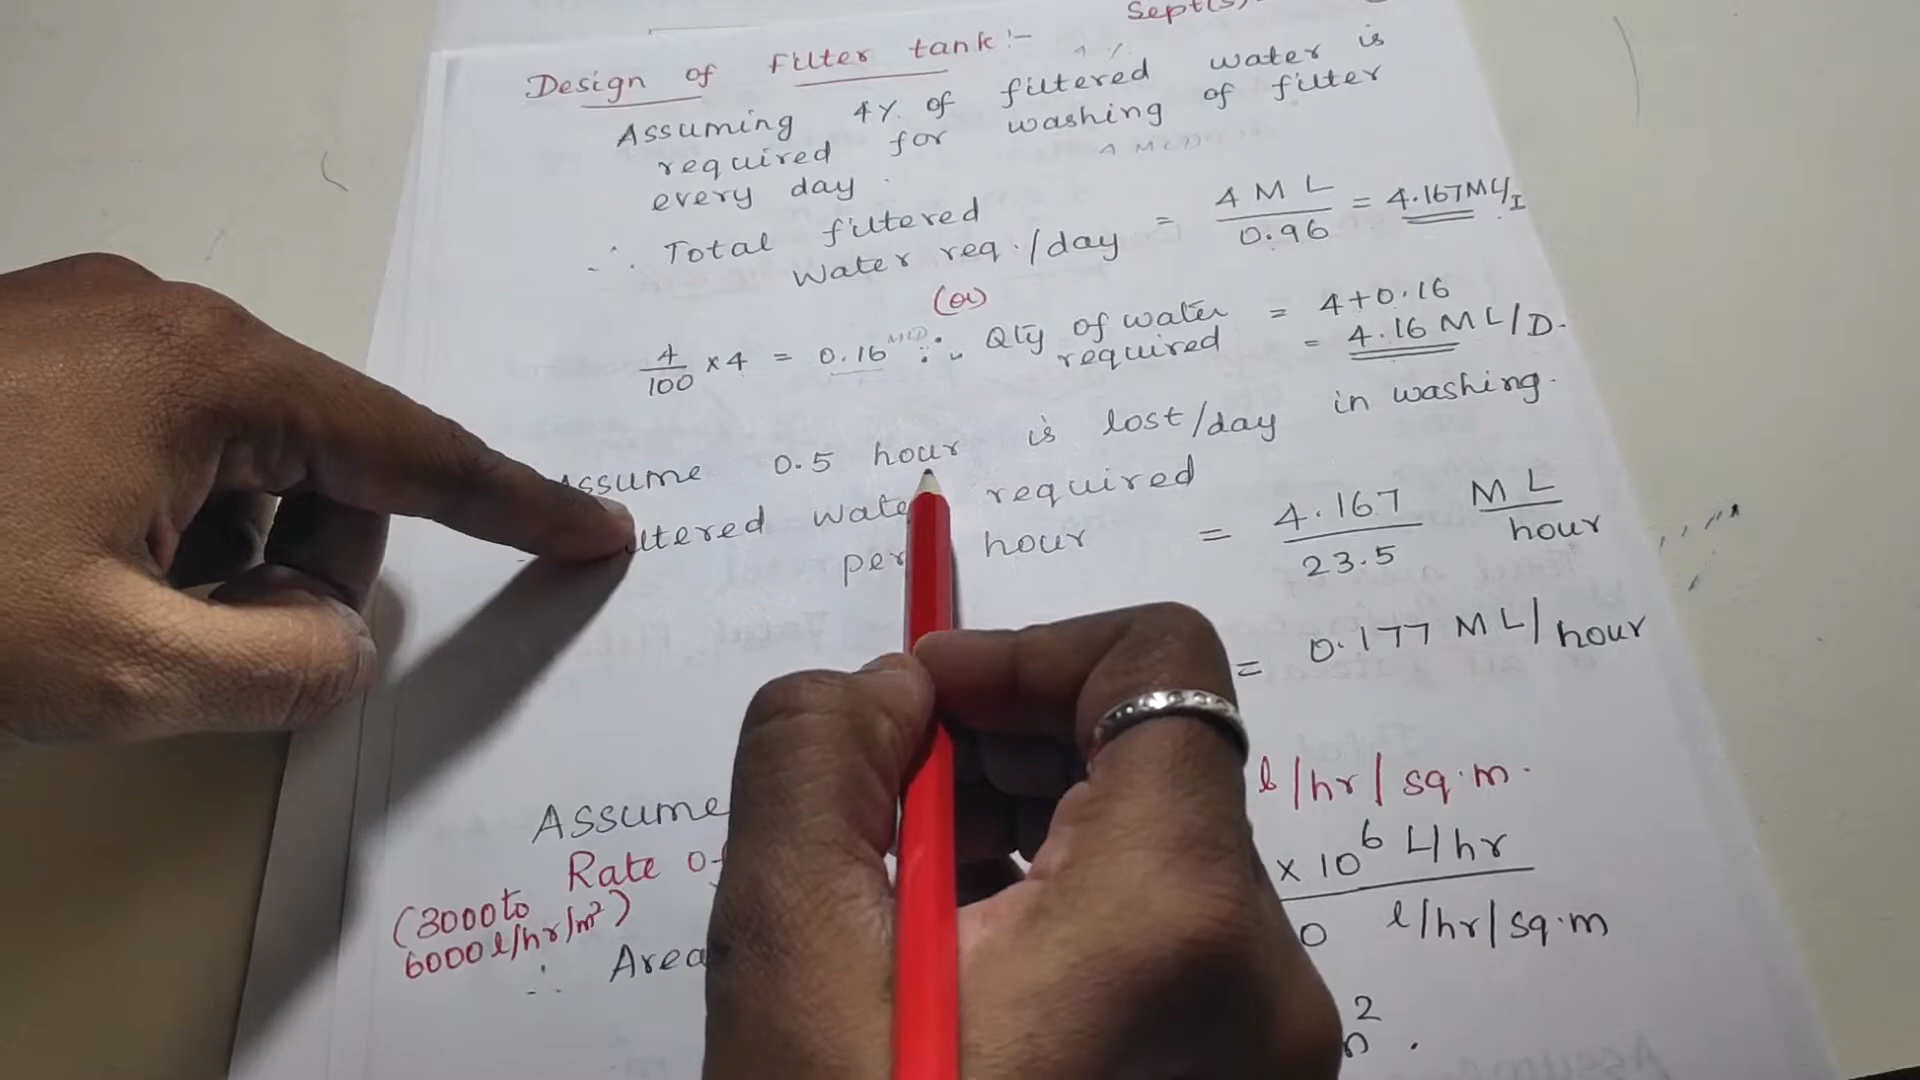 Design of Filter tank:-
Assuming 4% of filtered water is
required for washing of filter
every day.
∴ Total filtered
Water req./day = 4 ML / 0.96 = 4.167 ML/
(or)
4/100 x 4 = 0.16 MLD ∴ Qty of water required = 4+0.16
= 4.16 ML/D.
Assume 0.5 hour is lost/day in washing.
per hour = 4.167 / 23.5 ML / hour
required
= 0.177 ML/hour
Assume
l/hr/sq.m.
Rate
(3000 to
6000 l/hr/m²)
x 10⁶ L/hr
l/hr/sq.m
∴ Area